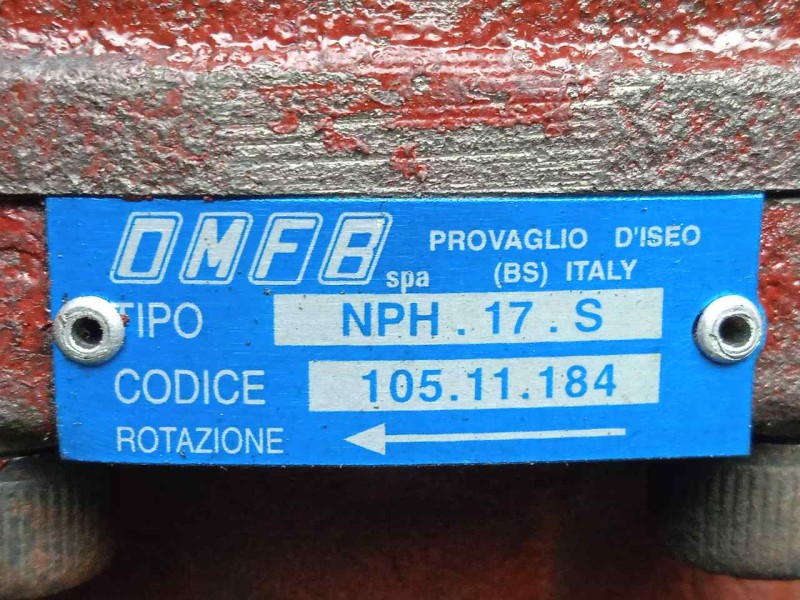 OMFB spa PROVAGLIO D'ISEO
(BS) ITALY
TIPO NPH . 17 . S
CODICE 105.11.184
ROTAZIONE